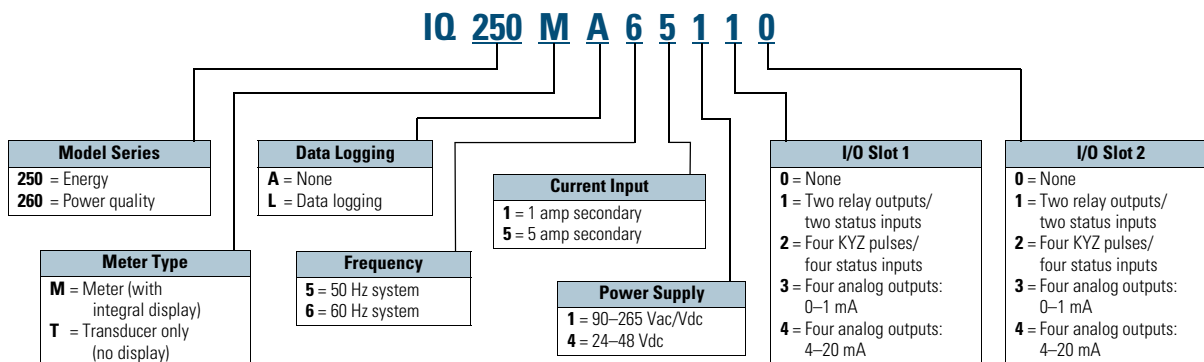 IQ 250 M A 6 5 1 1 0
Model Series
250 = Energy
260 = Power quality
Meter Type
M = Meter (with
integral display)
T = Transducer only
(no display)
Data Logging
A = None
L = Data logging
Frequency
5 = 50 Hz system
6 = 60 Hz system
Current Input
1 = 1 amp secondary
5 = 5 amp secondary
Power Supply
1 = 90–265 Vac/Vdc
4 = 24–48 Vdc
I/O Slot 1
0 = None
1 = Two relay outputs/
two status inputs
2 = Four KYZ pulses/
four status inputs
3 = Four analog outputs:
0–1 mA
4 = Four analog outputs:
4–20 mA
I/O Slot 2
0 = None
1 = Two relay outputs/
two status inputs
2 = Four KYZ pulses/
four status inputs
3 = Four analog outputs:
0–1 mA
4 = Four analog outputs:
4–20 mA